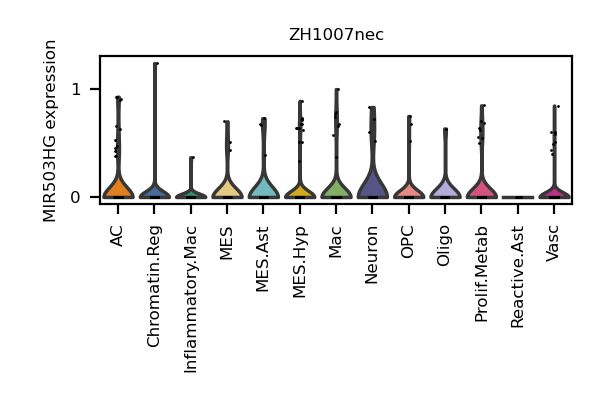 ZH1007nec
MIR503HG expression
1
0
AC
Chromatin.Reg
Inflammatory.Mac
MES
MES.Ast
MES.Hyp
Mac
Neuron
OPC
Oligo
Prolif.Metab
Reactive.Ast
Vasc